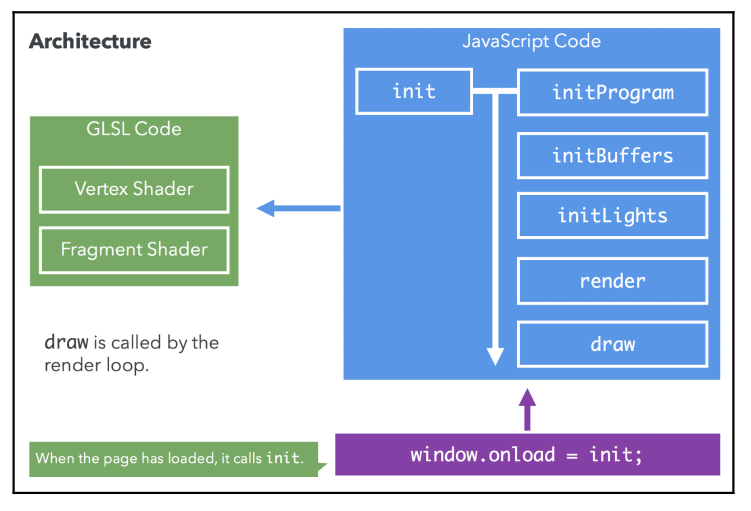 Architecture
JavaScript Code
init
initProgram
initBuffers
initLights
render
draw
GLSL Code
Vertex Shader
Fragment Shader
draw is called by the
render loop.
When the page has loaded, it calls init.
window.onload = init;